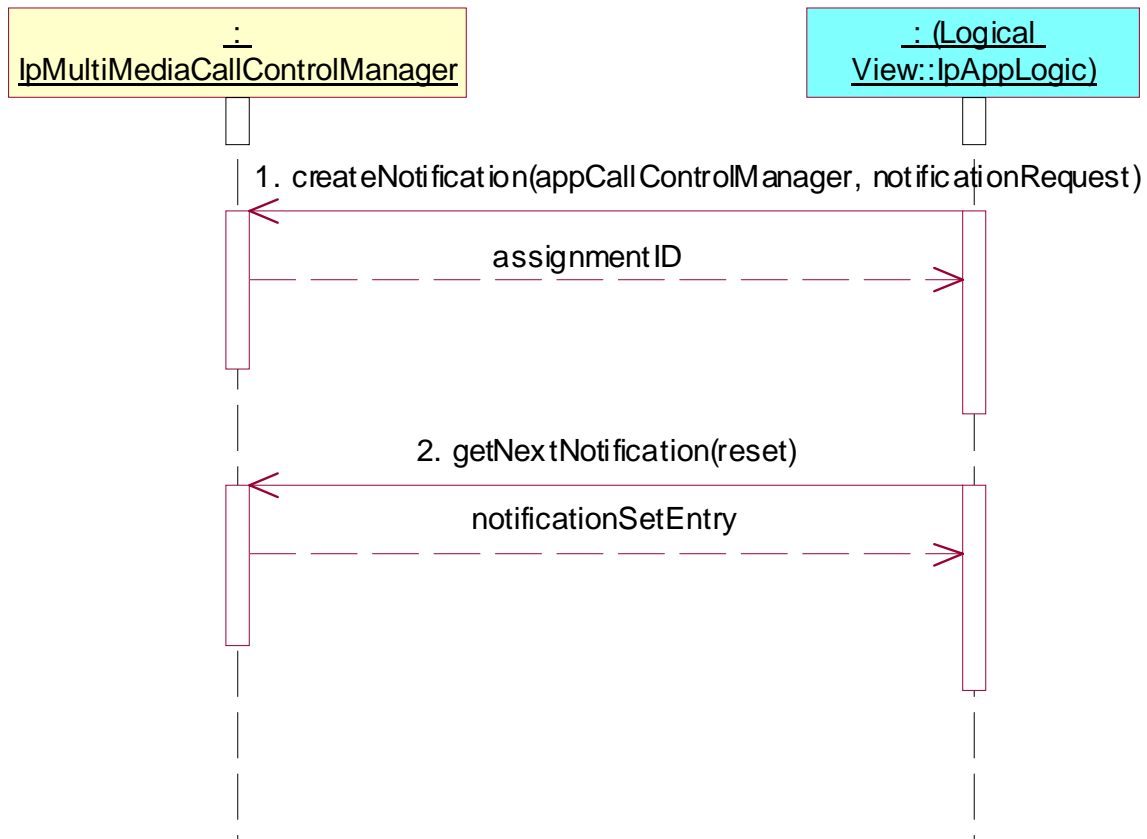 :
IpMultiMediaCallControlManager
: (Logical
View::IpAppLogic)
1. createNotification(appCallControlManager, notificationRequest)
assignmentID
2. getNextNotification(reset)
notificationSetEntry